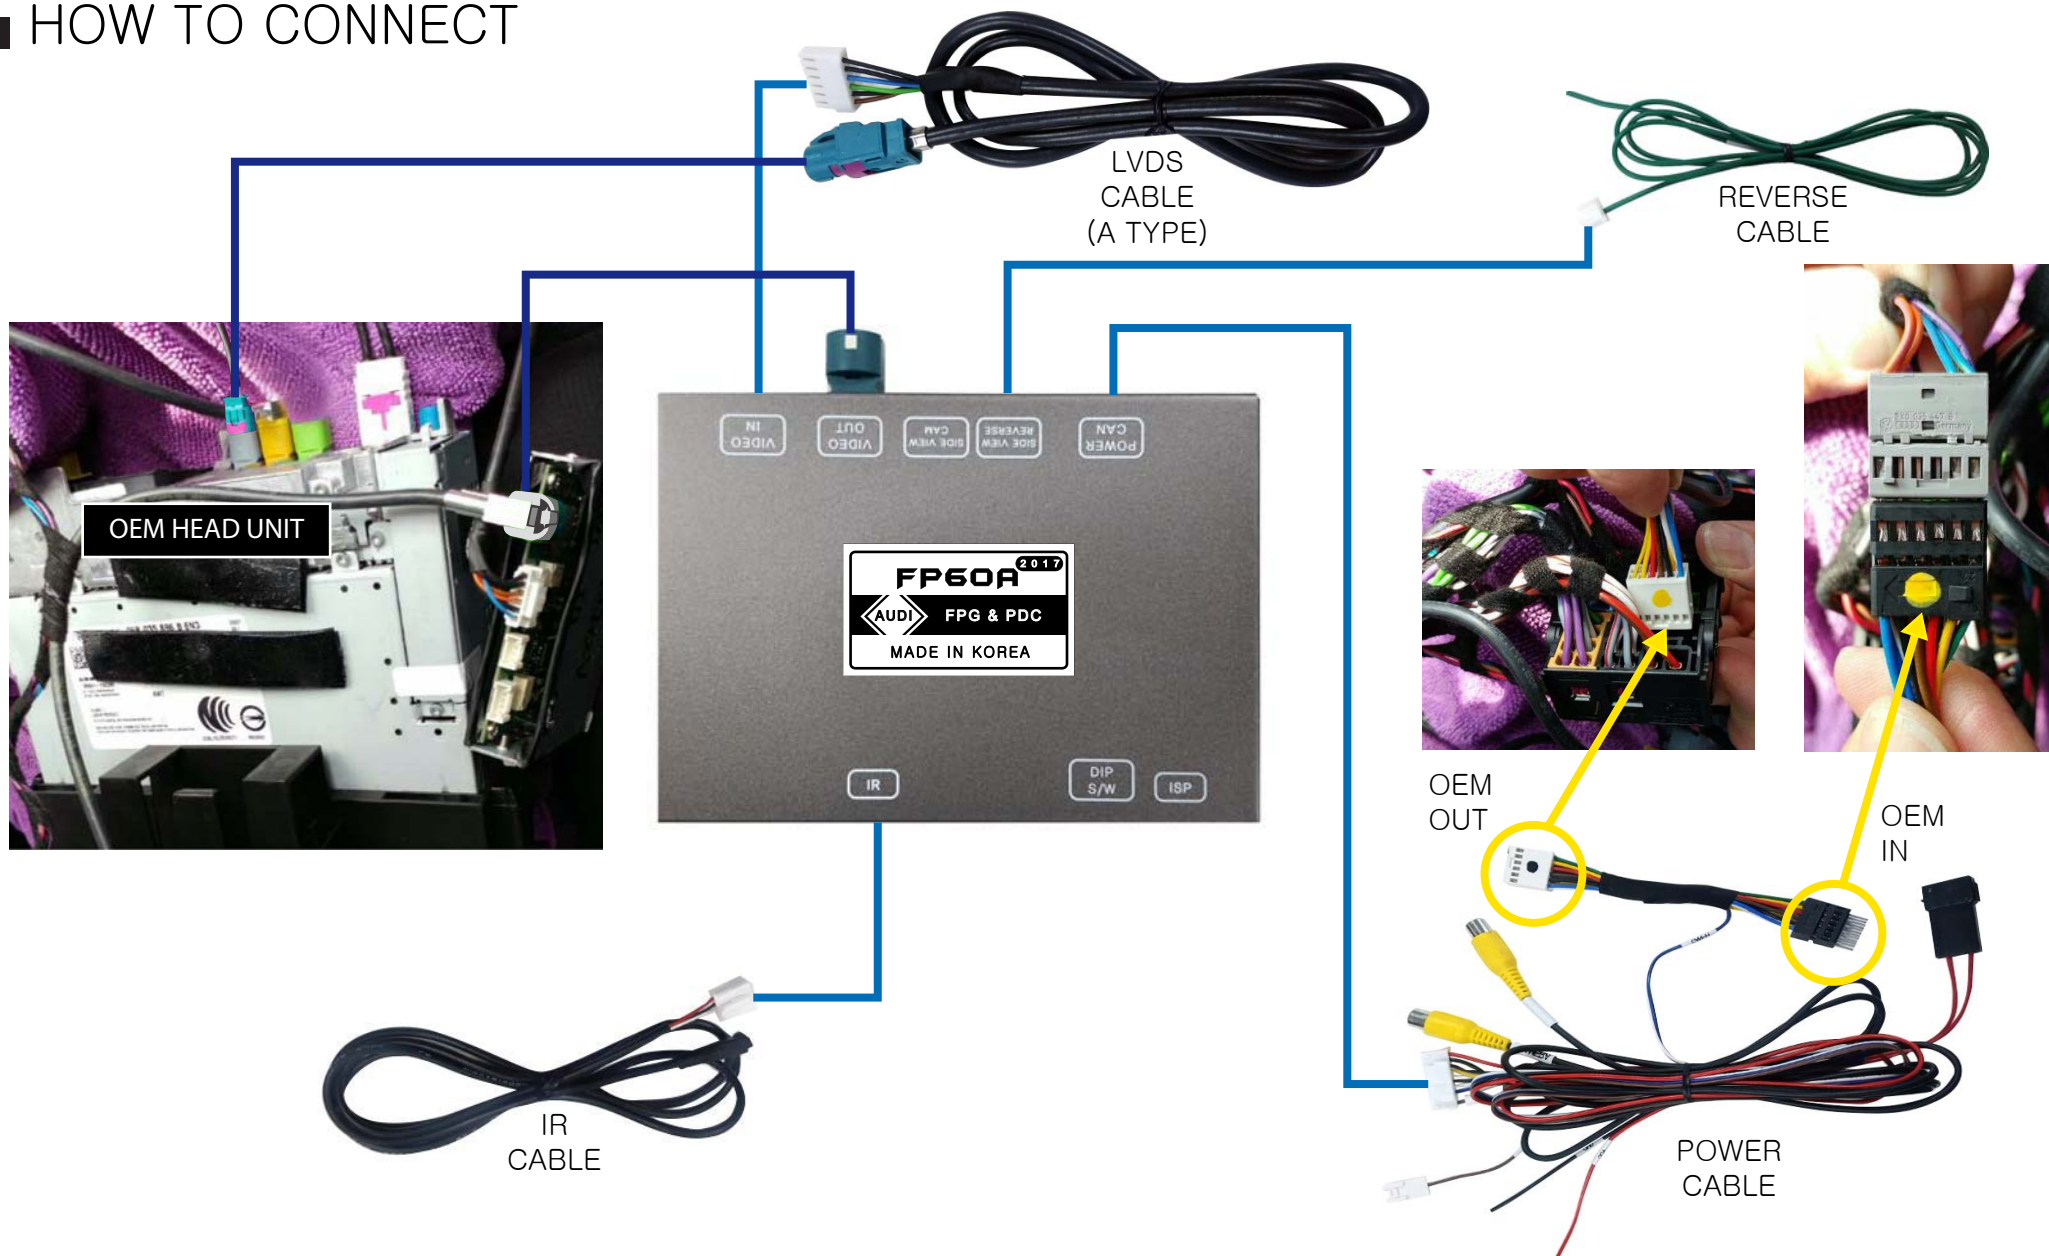 HOW TO CONNECT
LVDS
CABLE
(A TYPE)
REVERSE
CABLE
OEM HEAD UNIT
VIDEO
IN
VIDEO
OUT
SIDE VIEW
CAM
SIDE VIEW
REVERSE
POWER
CAN
FP60A 2017
AUDI FPG & PDC
MADE IN KOREA
IR
DIP
S/W
ISP
OEM
OUT
OEM
IN
IR
CABLE
POWER
CABLE